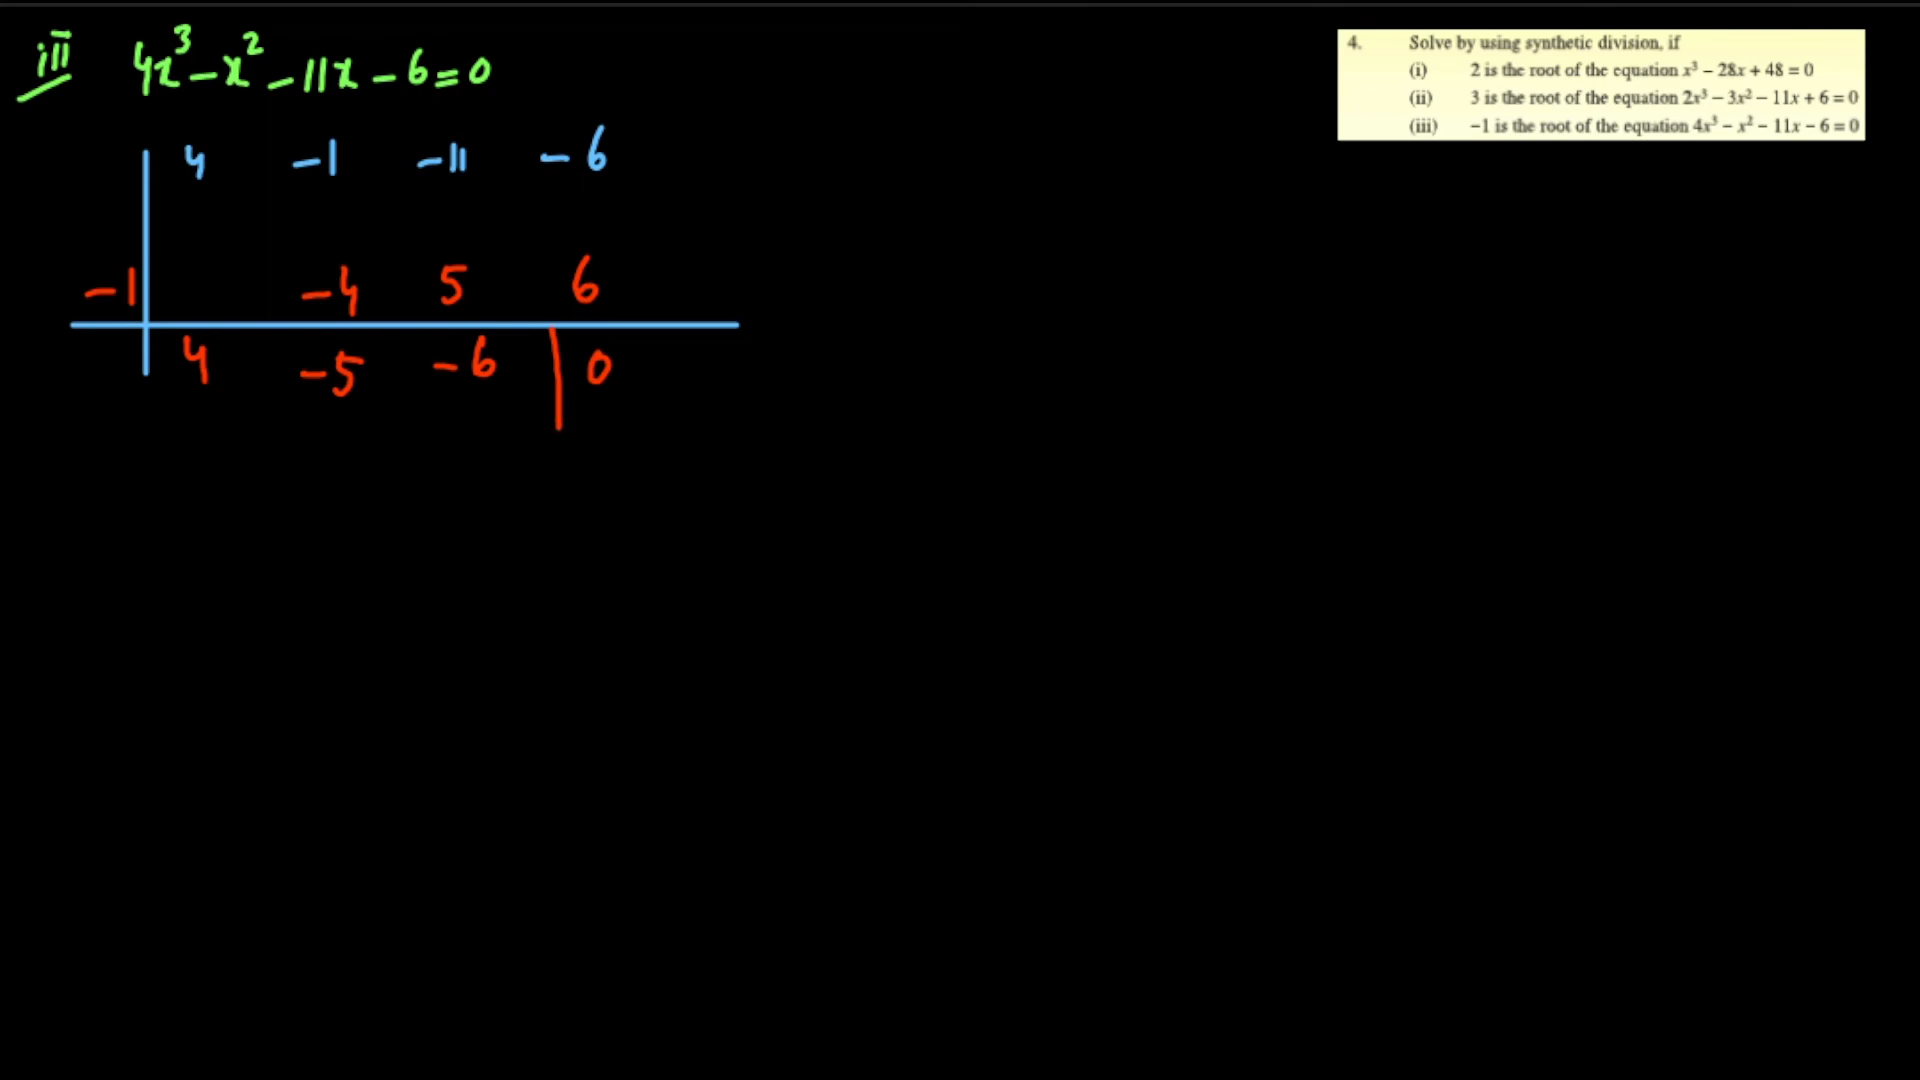 iii 4x³ - x² - 11x - 6 = 0
4 -1 -11 -6
-1 -4 5 6
4 -5 -6 0
4. Solve by using synthetic division, if
(i) 2 is the root of the equation x³ – 28x + 48 = 0
(ii) 3 is the root of the equation 2x³ – 3x² – 11x + 6 = 0
(iii) –1 is the root of the equation 4x³ – x² – 11x – 6 = 0